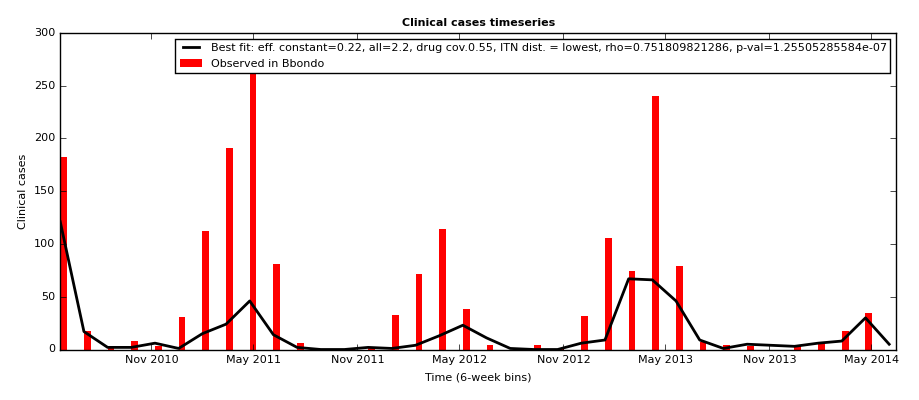 Clinical cases timeseries
Best fit: eff. constant=0.22, all=2.2, drug cov.0.55, ITN dist. = lowest, rho=0.751809821286, p-val=1.25505285584e-07
Observed in Bbondo
300
250
200
150
100
50
0
Clinical cases
Nov 2010 May 2011 Nov 2011 May 2012 Nov 2012 May 2013 Nov 2013 May 2014
Time (6-week bins)